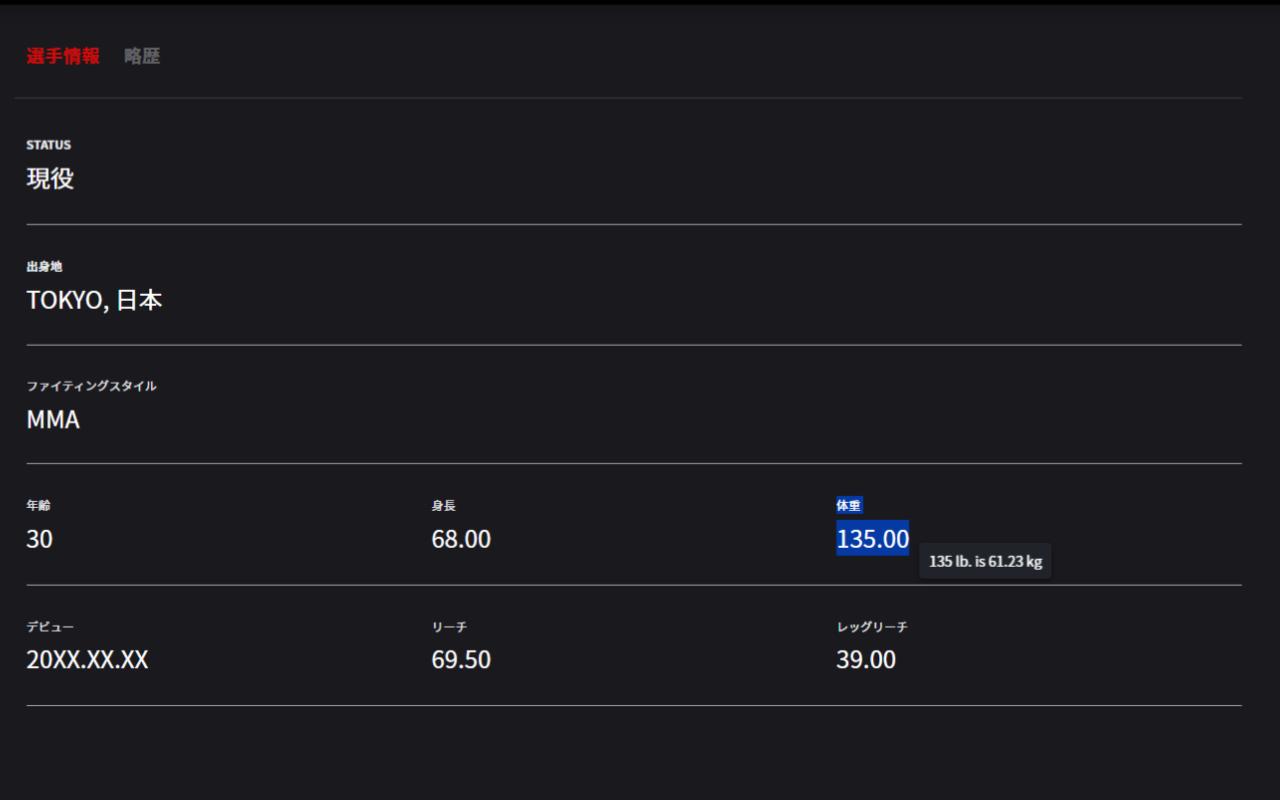 選手情報 略歴
STATUS
現役
出身地
TOKYO, 日本
ファイティングスタイル
MMA
年齢 身長 体重
30 68.00 135.00
135 lb. is 61.23 kg
デビュー リーチ レッグリーチ
20XX.XX.XX 69.50 39.00